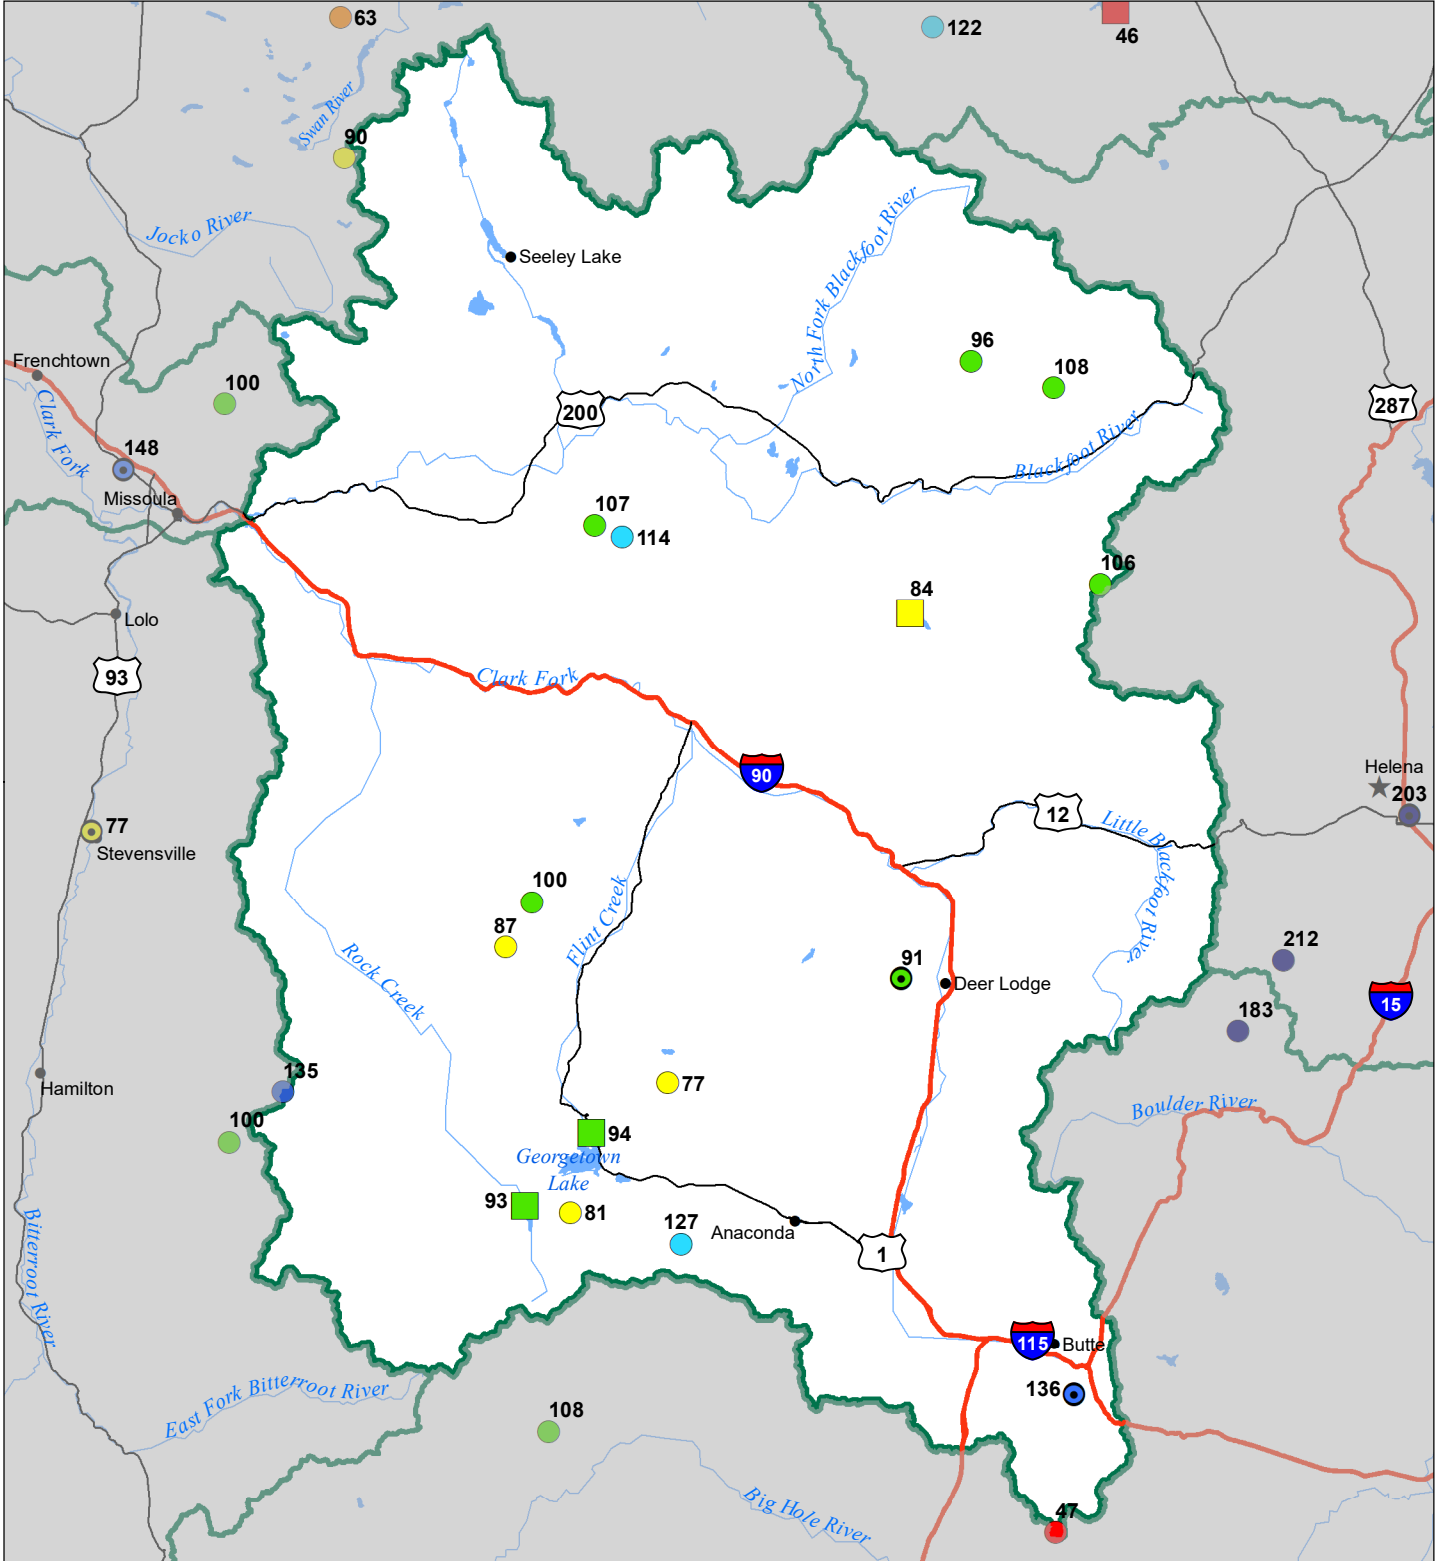 63
122
46
Swan River
90
Jocko River
Seeley Lake
North Fork Blackfoot River
Frenchtown
96
108
100
200
287
Clark Fork
148
Blackfoot River
Missoula
107
114
106
84
Lolo
93
Clark Fork
90
Helena
203
12
Little Blackfoot River
77
Stevensville
100
87
Flint Creek
Rock Creek
91
Deer Lodge
212
15
183
135
Hamilton
77
Boulder River
100
94
Georgetown
Lake
93
81
127
Anaconda
1
Bitterroot River
115
Butte
136
East Fork Bitterroot River
108
Big Hole River
47